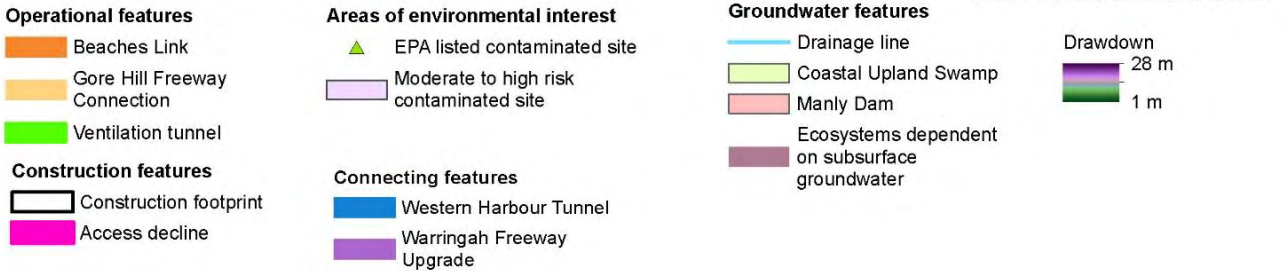 Operational features
Beaches Link
Gore Hill Freeway
Connection
Ventilation tunnel
Construction features
Construction footprint
Access decline
Areas of environmental interest
EPA listed contaminated site
Moderate to high risk
contaminated site
Connecting features
Western Harbour Tunnel
Warringah Freeway
Upgrade
Groundwater features
Drainage line
Coastal Upland Swamp
Manly Dam
Ecosystems dependent
on subsurface
groundwater
Drawdown
28 m
1 m